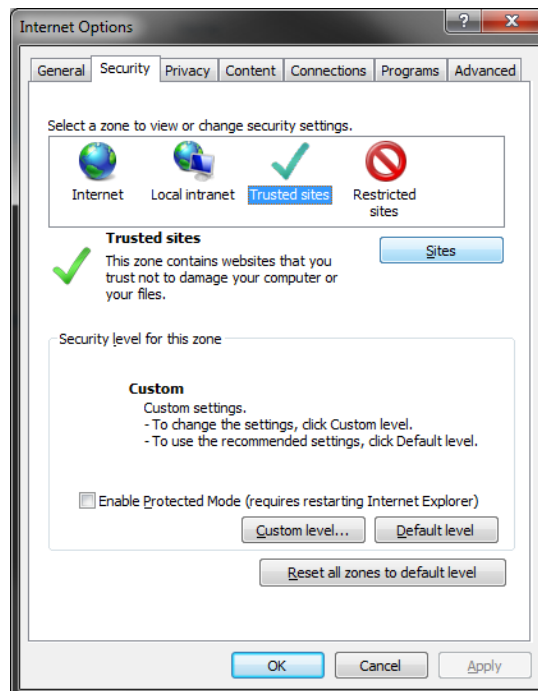 Internet Options
?
X
General Security Privacy Content Connections Programs Advanced
Select a zone to view or change security settings.
Internet Local intranet Trusted sites Restricted
sites
Trusted sites
Sites
This zone contains websites that you
trust not to damage your computer or
your files.
Security level for this zone
Custom
Custom settings.
- To change the settings, click Custom level.
- To use the recommended settings, click Default level.
Enable Protected Mode (requires restarting Internet Explorer)
Custom level... Default level
Reset all zones to default level
OK Cancel Apply